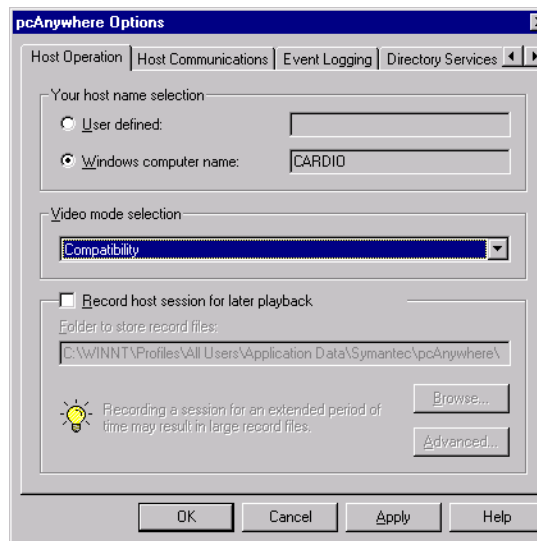 pcAnywhere Options
Host Operation
Host Communications
Event Logging
Directory Services
Your host name selection
User defined:
Windows computer name:
CARDIO
Video mode selection
Compatibility
Record host session for later playback
Folder to store record files:
C:\WINNT\Profiles\All Users\Application Data\Symantec\pcAnywhere\
Recording a session for an extended period of
time may result in large record files.
Browse...
Advanced...
OK
Cancel
Apply
Help